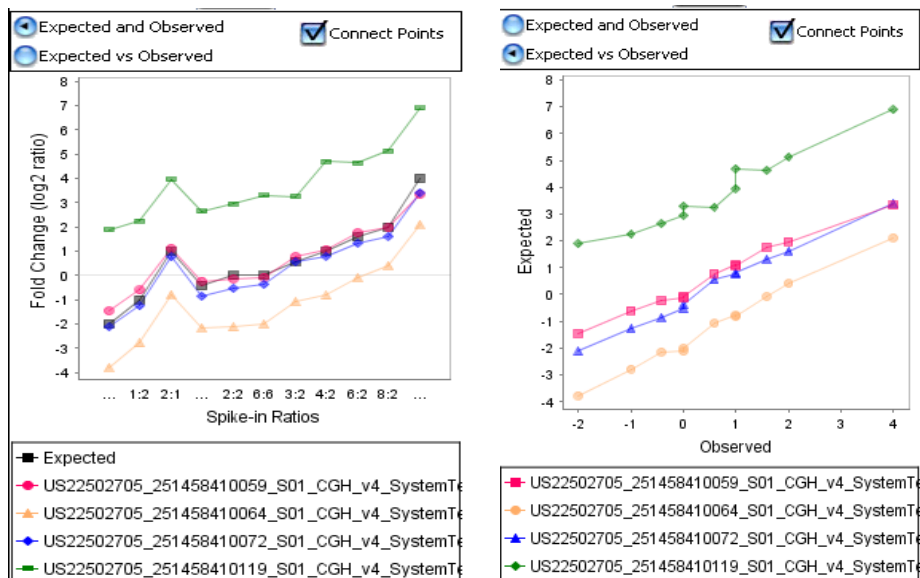 Expected and Observed
Connect Points
Expected vs Observed
8
7
6
5
4
3
2
1
0
-1
-2
-3
-4
Fold Change (log2 ratio)
... 1:2 2:1 ... 2:2 6:6 3:2 4:2 6:2 8:2 ...
Spike-in Ratios
Expected
US22502705_251458410059_S01_CGH_v4_SystemTe
US22502705_251458410064_S01_CGH_v4_SystemTe
US22502705_251458410072_S01_CGH_v4_SystemTe
US22502705_251458410119_S01_CGH_v4_SystemTe
Expected and Observed
Connect Points
Expected vs Observed
8
7
6
5
4
3
2
1
0
-1
-2
-3
-4
Expected
-2 -1 0 1 2 3 4
Observed
US22502705_251458410059_S01_CGH_v4_SystemTe
US22502705_251458410064_S01_CGH_v4_SystemTe
US22502705_251458410072_S01_CGH_v4_SystemTe
US22502705_251458410119_S01_CGH_v4_SystemTe